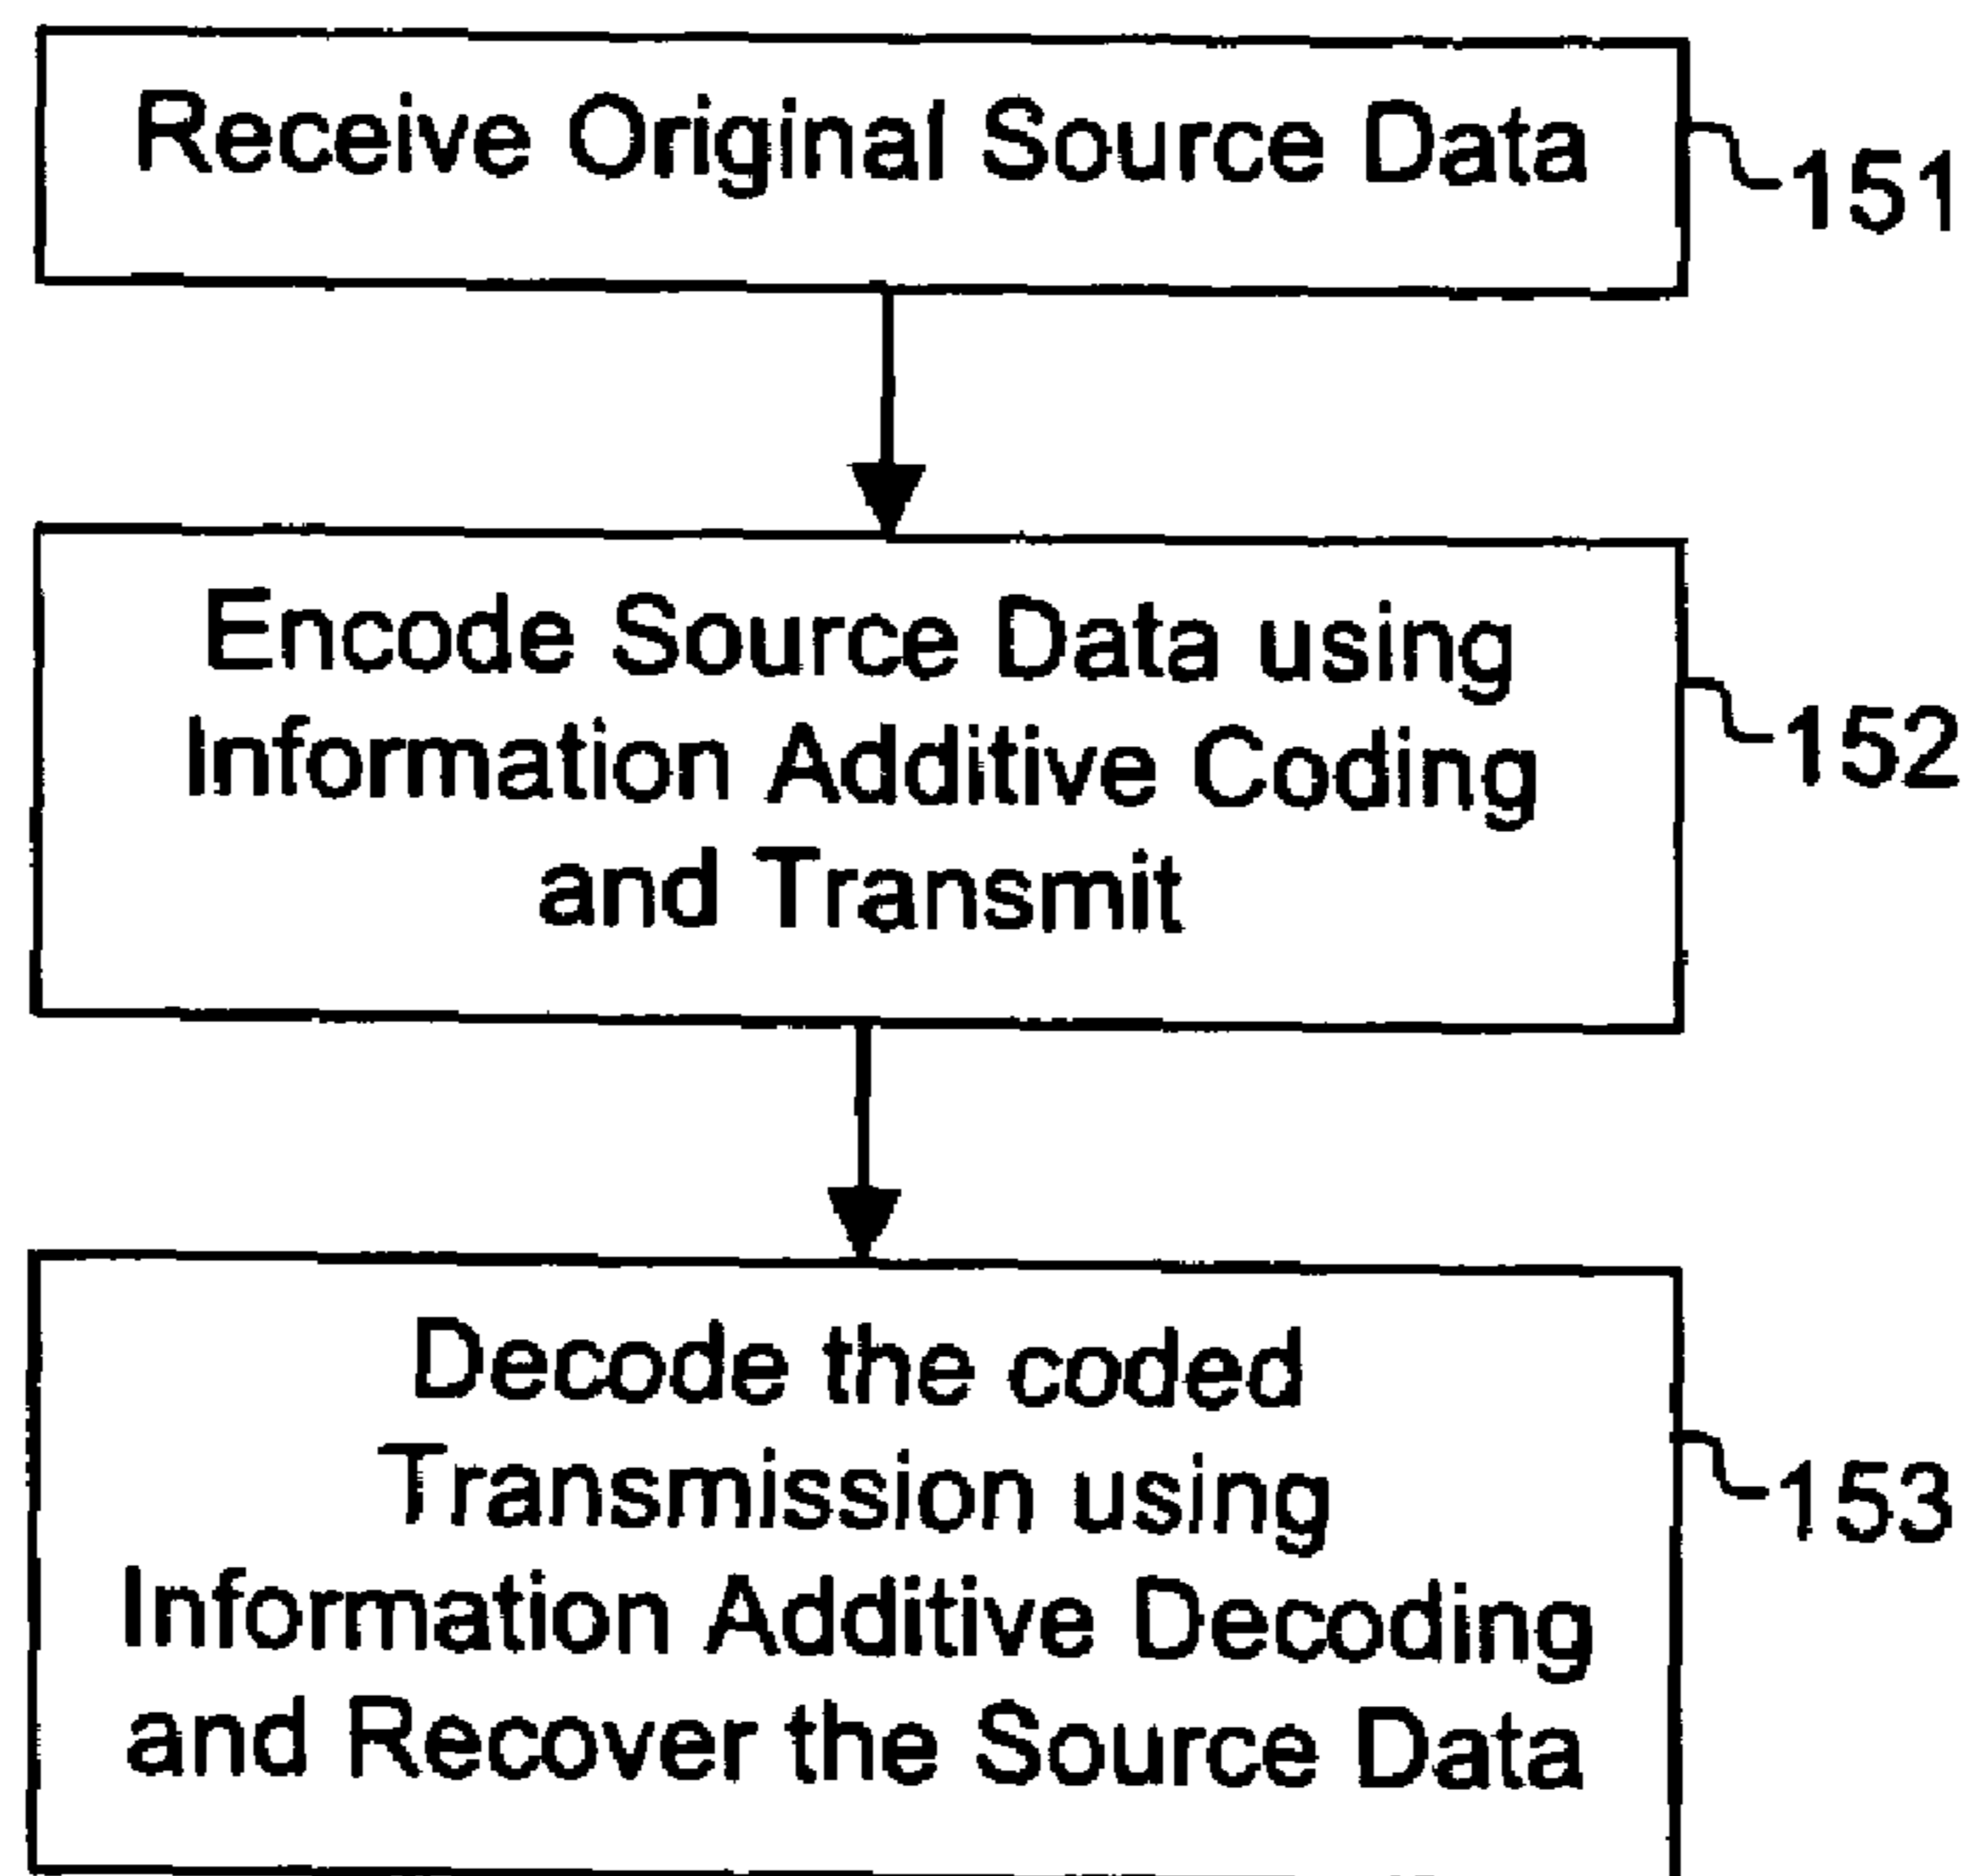 Receive Original Source Data
151
Encode Source Data using
Information Additive Coding
and Transmit
152
Decode the coded
Transmission using
Information Additive Decoding
and Recover the Source Data
153